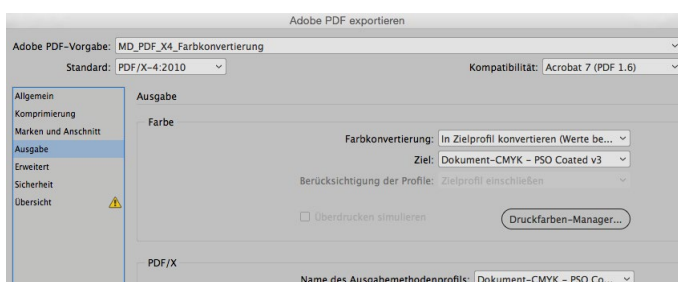 Adobe PDF exportieren
Adobe PDF-Vorgabe: MD_PDF_X4_Farbkonvertierung
Standard: PDF/X-4:2010 Kompatibilität: Acrobat 7 (PDF 1.6)
Allgemein
Komprimierung
Marken und Anschnitt
Ausgabe
Erweitert
Sicherheit
Übersicht
Ausgabe
Farbe
Farbkonvertierung: In Zielprofil konvertieren (Werte be...
Ziel: Dokument-CMYK - PSO Coated v3
Berücksichtigung der Profile: Zielprofil einschließen
Überdrucken simulieren Druckfarben-Manager...
PDF/X
Name des Ausgabemethodenprofils: Dokument-CMYK - PSO Co...